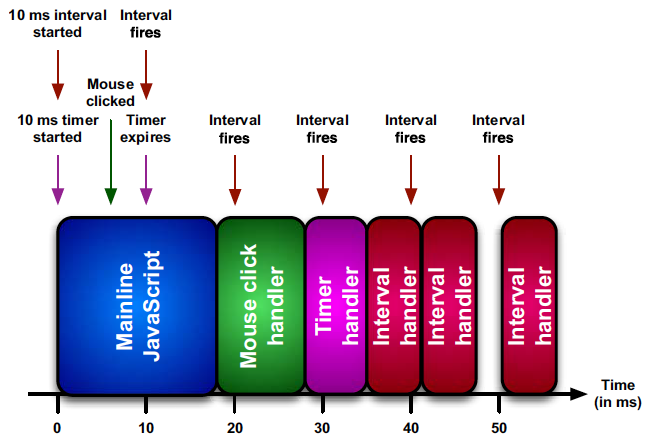 10 ms interval
started
Interval
fires
Mouse
clicked
10 ms timer
started
Timer
expires
Interval
fires
Interval
fires
Interval
fires
Interval
fires
Mainline
JavaScript
Mouse click
handler
Timer
handler
Interval
handler
Interval
handler
Interval
handler
Time
(in ms)
0
10
20
30
40
50